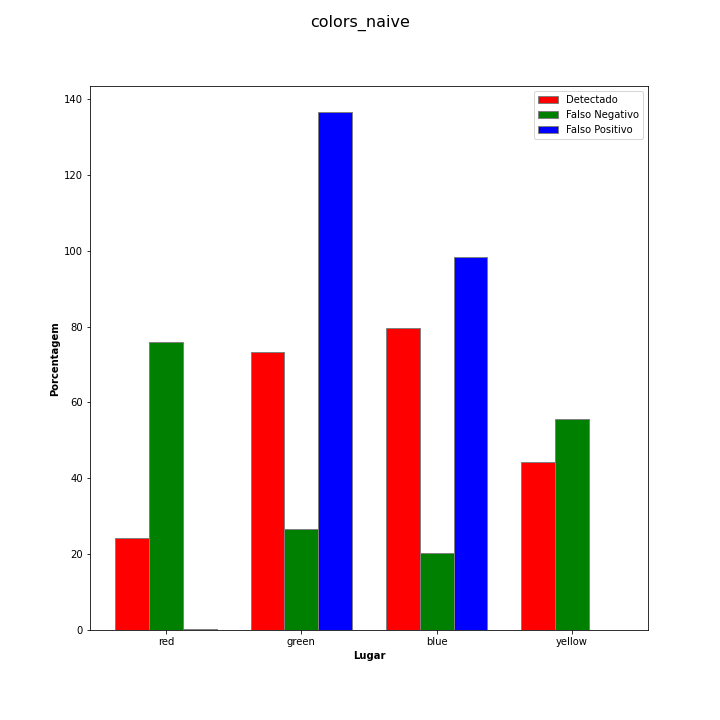 colors_naive
Detectado
Falso Negativo
Falso Positivo
140
120
100
80
60
40
20
0
Porcentagem
red green blue yellow
Lugar